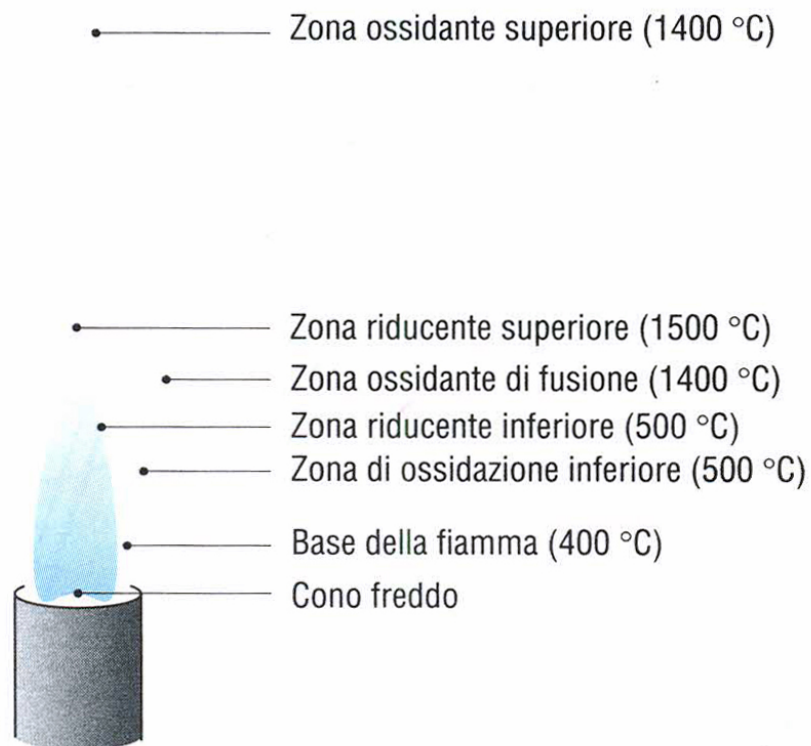 Zona ossidante superiore (1400 °C)
Zona riducente superiore (1500 °C)
Zona ossidante di fusione (1400 °C)
Zona riducente inferiore (500 °C)
Zona di ossidazione inferiore (500 °C)
Base della fiamma (400 °C)
Cono freddo